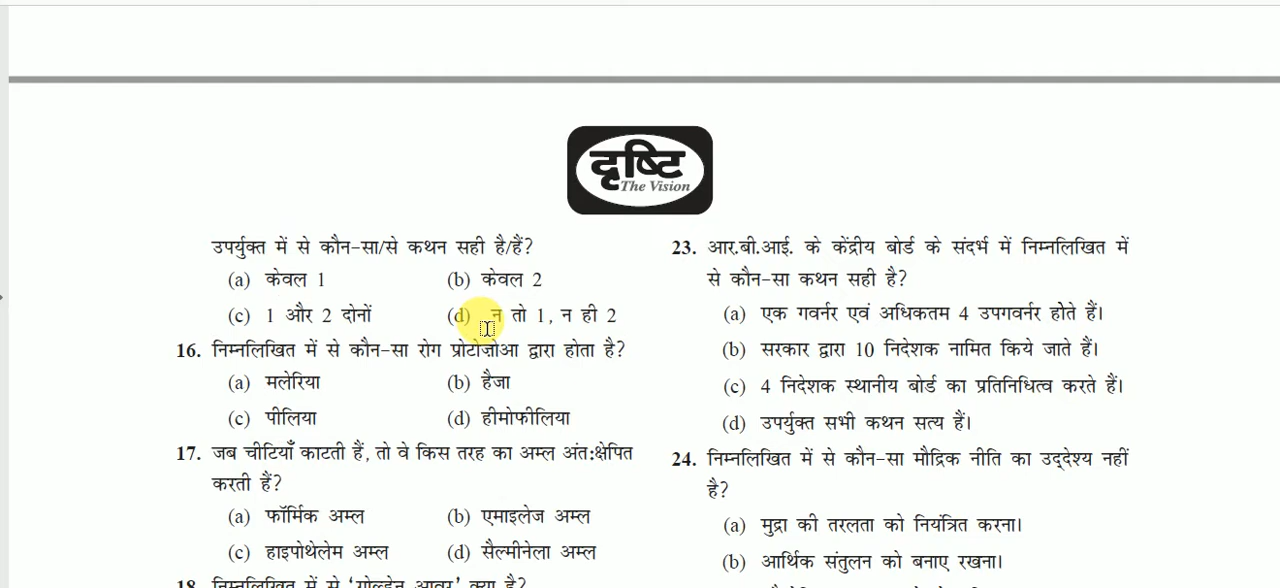 दृष्टि
The Vision
उपर्युक्त में से कौन-सा/से कथन सही है/हैं?
(a) केवल 1 (b) केवल 2
(c) 1 और 2 दोनों (d) न तो 1, न ही 2
16. निम्नलिखित में से कौन-सा रोग प्रोटोज़ोआ द्वारा होता है?
(a) मलेरिया (b) हैजा
(c) पीलिया (d) हीमोफीलिया
17. जब चीटियाँ काटती हैं, तो वे किस तरह का अम्ल अंत:क्षेपित
करती हैं?
(a) फॉर्मिक अम्ल (b) एमाइलेज अम्ल
(c) हाइपोथेलेम अम्ल (d) सैल्मीनेला अम्ल
18. निम्नलिखित में से ‘गोल्डेन आवर’ क्या है?
23. आर.बी.आई. के केंद्रीय बोर्ड के संदर्भ में निम्नलिखित में
से कौन-सा कथन सही है?
(a) एक गवर्नर एवं अधिकतम 4 उपगवर्नर होते हैं।
(b) सरकार द्वारा 10 निदेशक नामित किये जाते हैं।
(c) 4 निदेशक स्थानीय बोर्ड का प्रतिनिधित्व करते हैं।
(d) उपर्युक्त सभी कथन सत्य हैं।
24. निम्नलिखित में से कौन-सा मौद्रिक नीति का उद्देश्य नहीं
है?
(a) मुद्रा की तरलता को नियंत्रित करना।
(b) आर्थिक संतुलन को बनाए रखना।